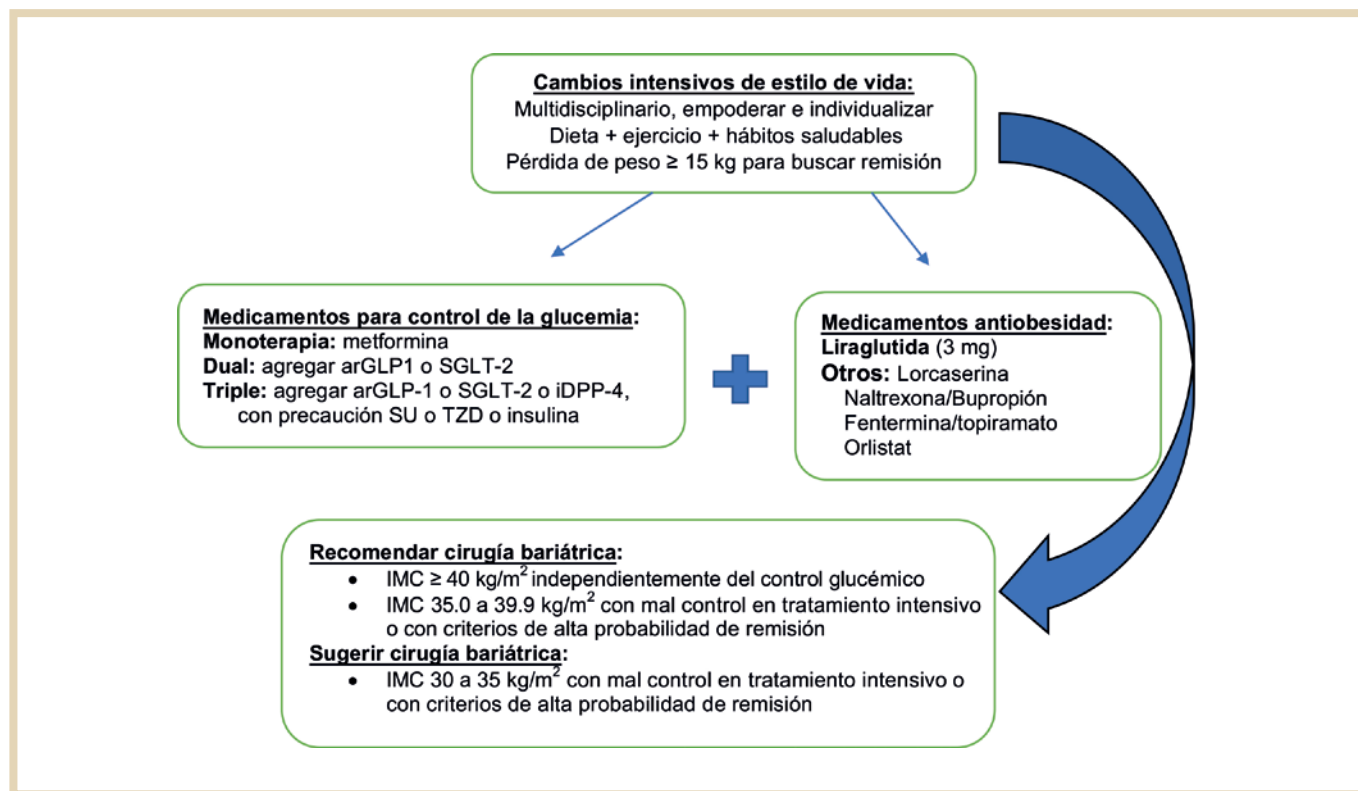 Cambios intensivos de estilo de vida:
Multidisciplinario, empoderar e individualizar
Dieta + ejercicio + hábitos saludables
Pérdida de peso ≥ 15 kg para buscar remisión
Medicamentos para control de la glucemia:
Monoterapia: metformina
Dual: agregar arGLP1 o SGLT-2
Triple: agregar arGLP-1 o SGLT-2 o iDPP-4,
con precaución SU o TZD o insulina
Medicamentos antiobesidad:
Liraglutida (3 mg)
Otros: Lorcaserina
Naltrexona/Bupropión
Fentermina/topiramato
Orlistat
Recomendar cirugía bariátrica:
• IMC ≥ 40 kg/m² independientemente del control glucémico
• IMC 35.0 a 39.9 kg/m² con mal control en tratamiento intensivo
o con criterios de alta probabilidad de remisión
Sugerir cirugía bariátrica:
• IMC 30 a 35 kg/m² con mal control en tratamiento intensivo o
con criterios de alta probabilidad de remisión